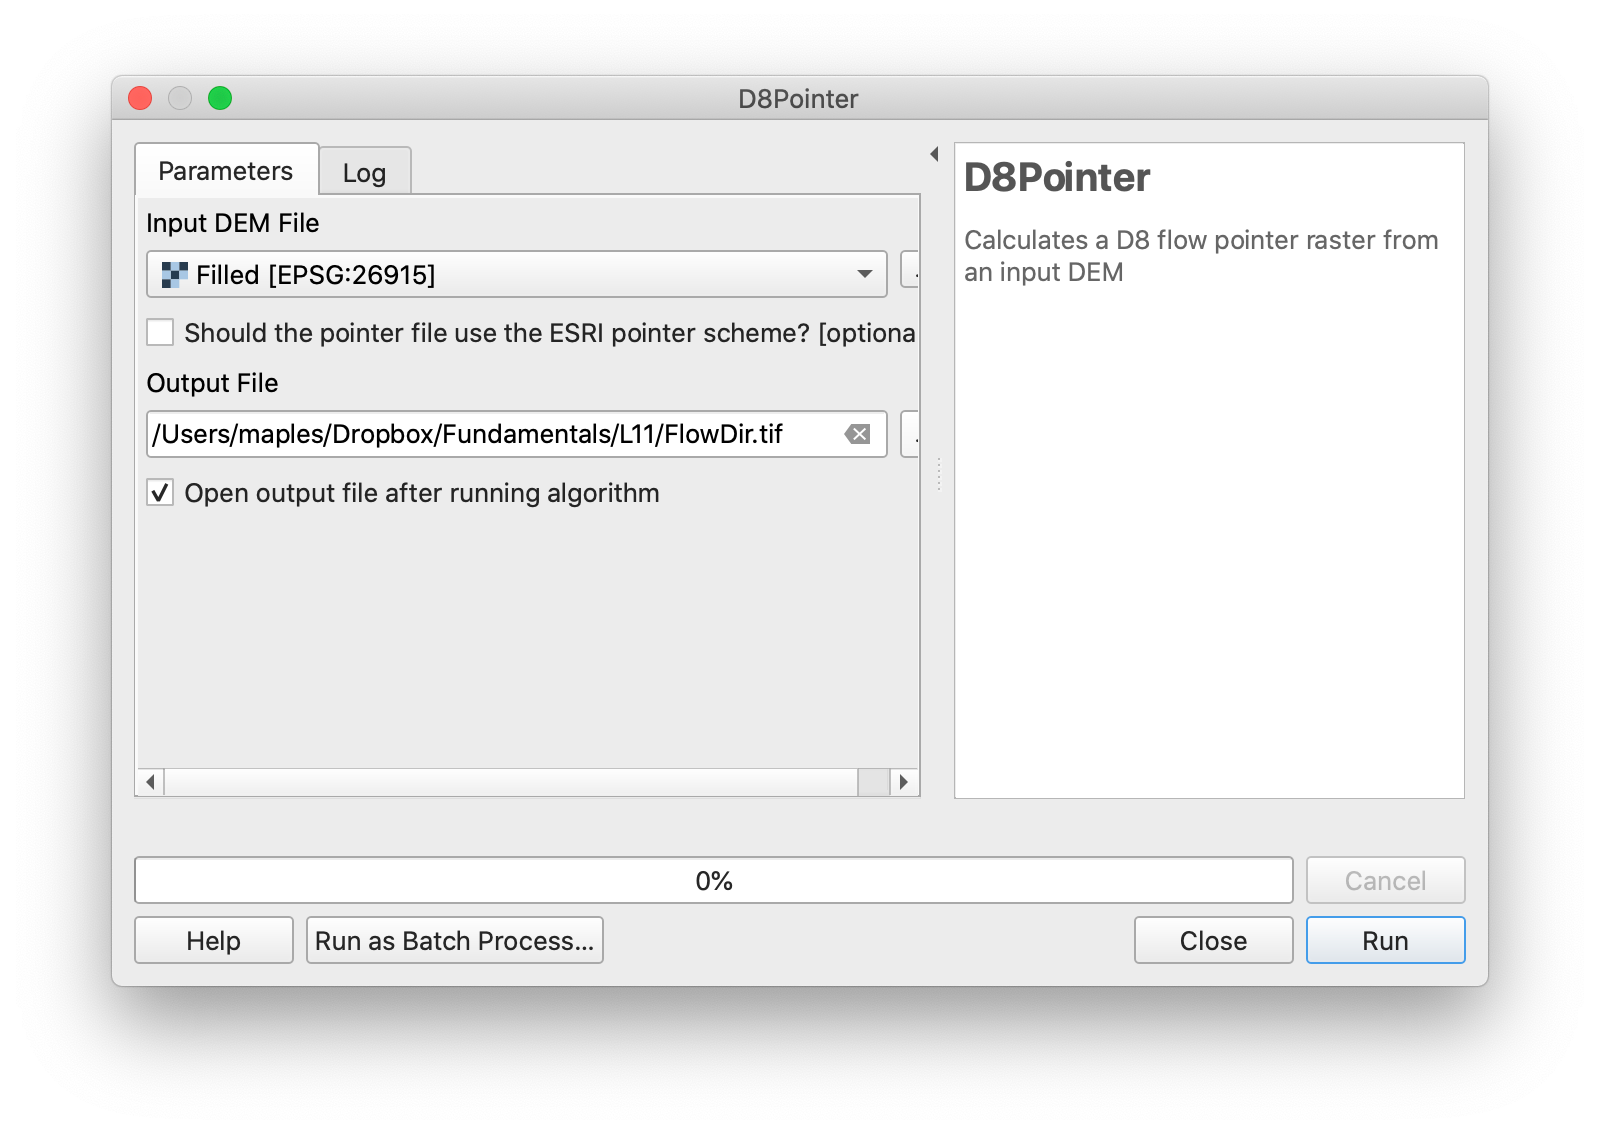 D8Pointer
Parameters
Log
Input DEM File
Filled [EPSG:26915]
Should the pointer file use the ESRI pointer scheme? [optiona
Output File
/Users/maples/Dropbox/Fundamentals/L11/FlowDir.tif
Open output file after running algorithm
D8Pointer
Calculates a D8 flow pointer raster from
an input DEM
0%
Cancel
Help
Run as Batch Process...
Close
Run